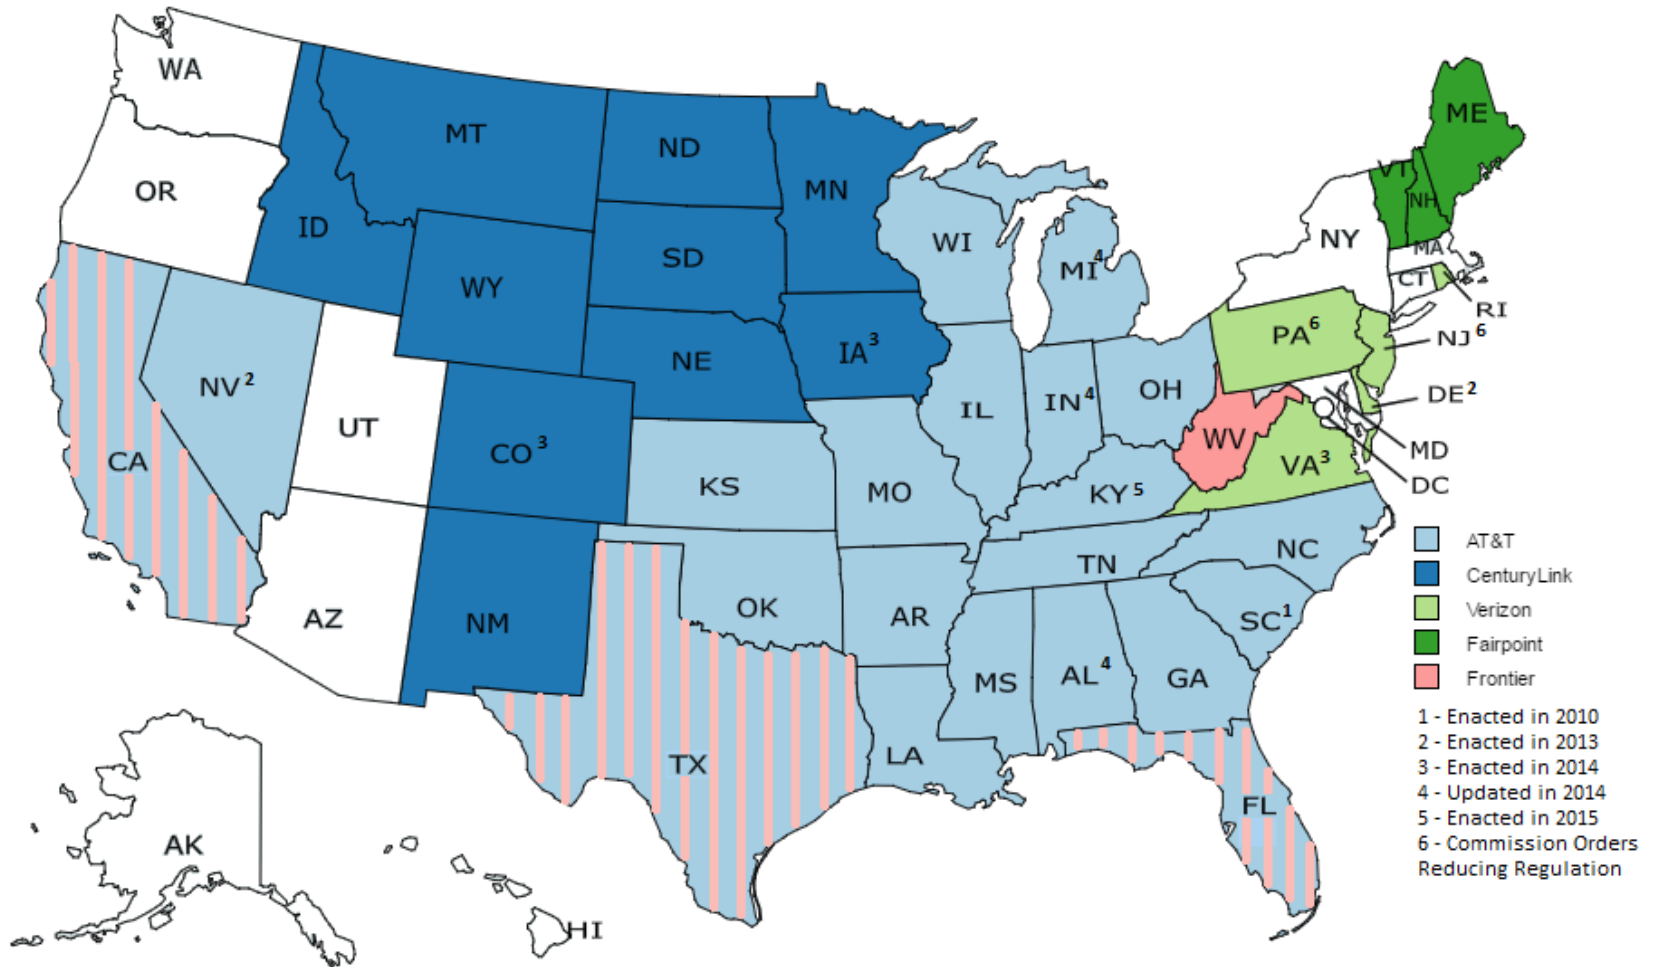 WA
MT
ND
MN
ME
VT
NH
OR
ID
WY
SD
WI
MI4
NY
MA
CT
RI
NE
IA3
PA6
NJ6
NV2
UT
CO3
IL
IN4
OH
DE2
CA
KS
MO
KY5
WV
VA3
MD
DC
AZ
NM
OK
AR
TN
NC
SC1
MS
AL4
GA
TX
LA
FL
AK
HI
AT&T
CenturyLink
Verizon
Fairpoint
Frontier
1 - Enacted in 2010
2 - Enacted in 2013
3 - Enacted in 2014
4 - Updated in 2014
5 - Enacted in 2015
6 - Commission Orders
Reducing Regulation